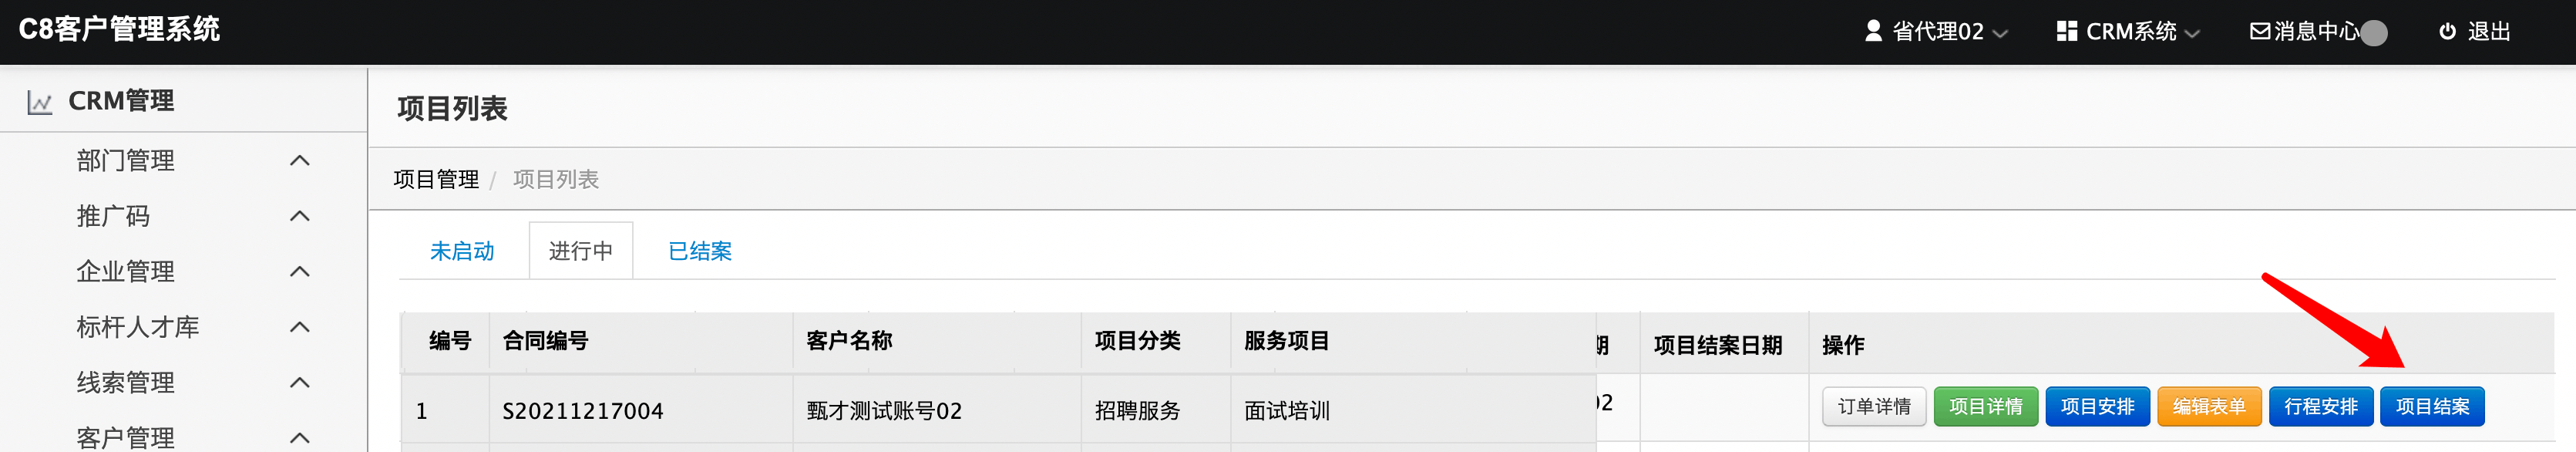 C8客户管理系统
省代理02
CRM系统
消息中心
退出
CRM管理
部门管理
推广码
企业管理
标杆人才库
线索管理
客户管理
项目列表
项目管理 / 项目列表
未启动 进行中 已结案
编号 合同编号 客户名称 项目分类 服务项目 项目结案日期 操作
1 S20211217004 甄才测试账号02 招聘服务 面试培训 02 订单详情 项目详情 项目安排 编辑表单 行程安排 项目结案